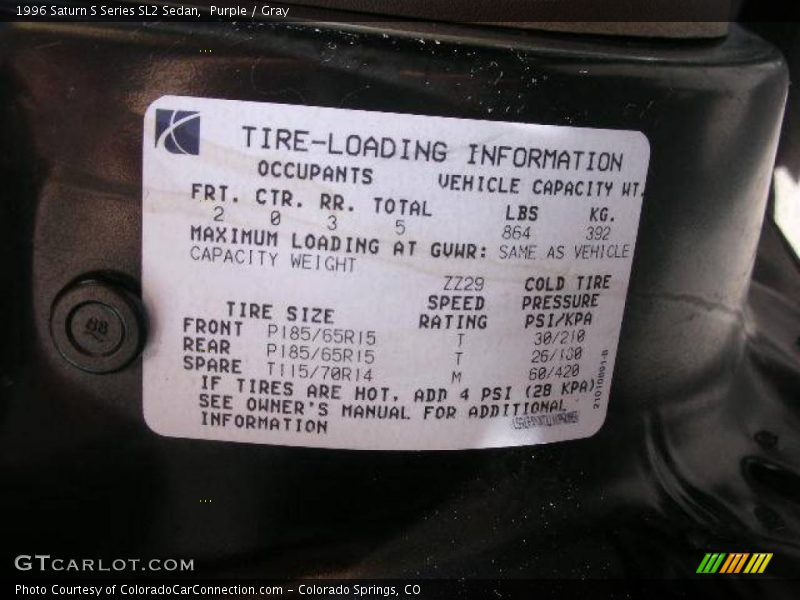 1996 Saturn S Series SL2 Sedan, Purple / Gray
TIRE-LOADING INFORMATION
OCCUPANTS VEHICLE CAPACITY WT.
FRT. CTR. RR. TOTAL LBS KG.
2 0 3 5 864 392
MAXIMUM LOADING AT GVWR: SAME AS VEHICLE
CAPACITY WEIGHT
ZZ29 COLD TIRE
TIRE SIZE SPEED PRESSURE
RATING PSI/KPA
FRONT P185/65R15 T 30/210
REAR P185/65R15 T 26/180
SPARE T115/70R14 M 60/420
IF TIRES ARE HOT, ADD 4 PSI (28 KPA)
SEE OWNER'S MANUAL FOR ADDITIONAL
INFORMATION
GTCARLOT.COM
Photo Courtesy of ColoradoCarConnection.com - Colorado Springs, CO